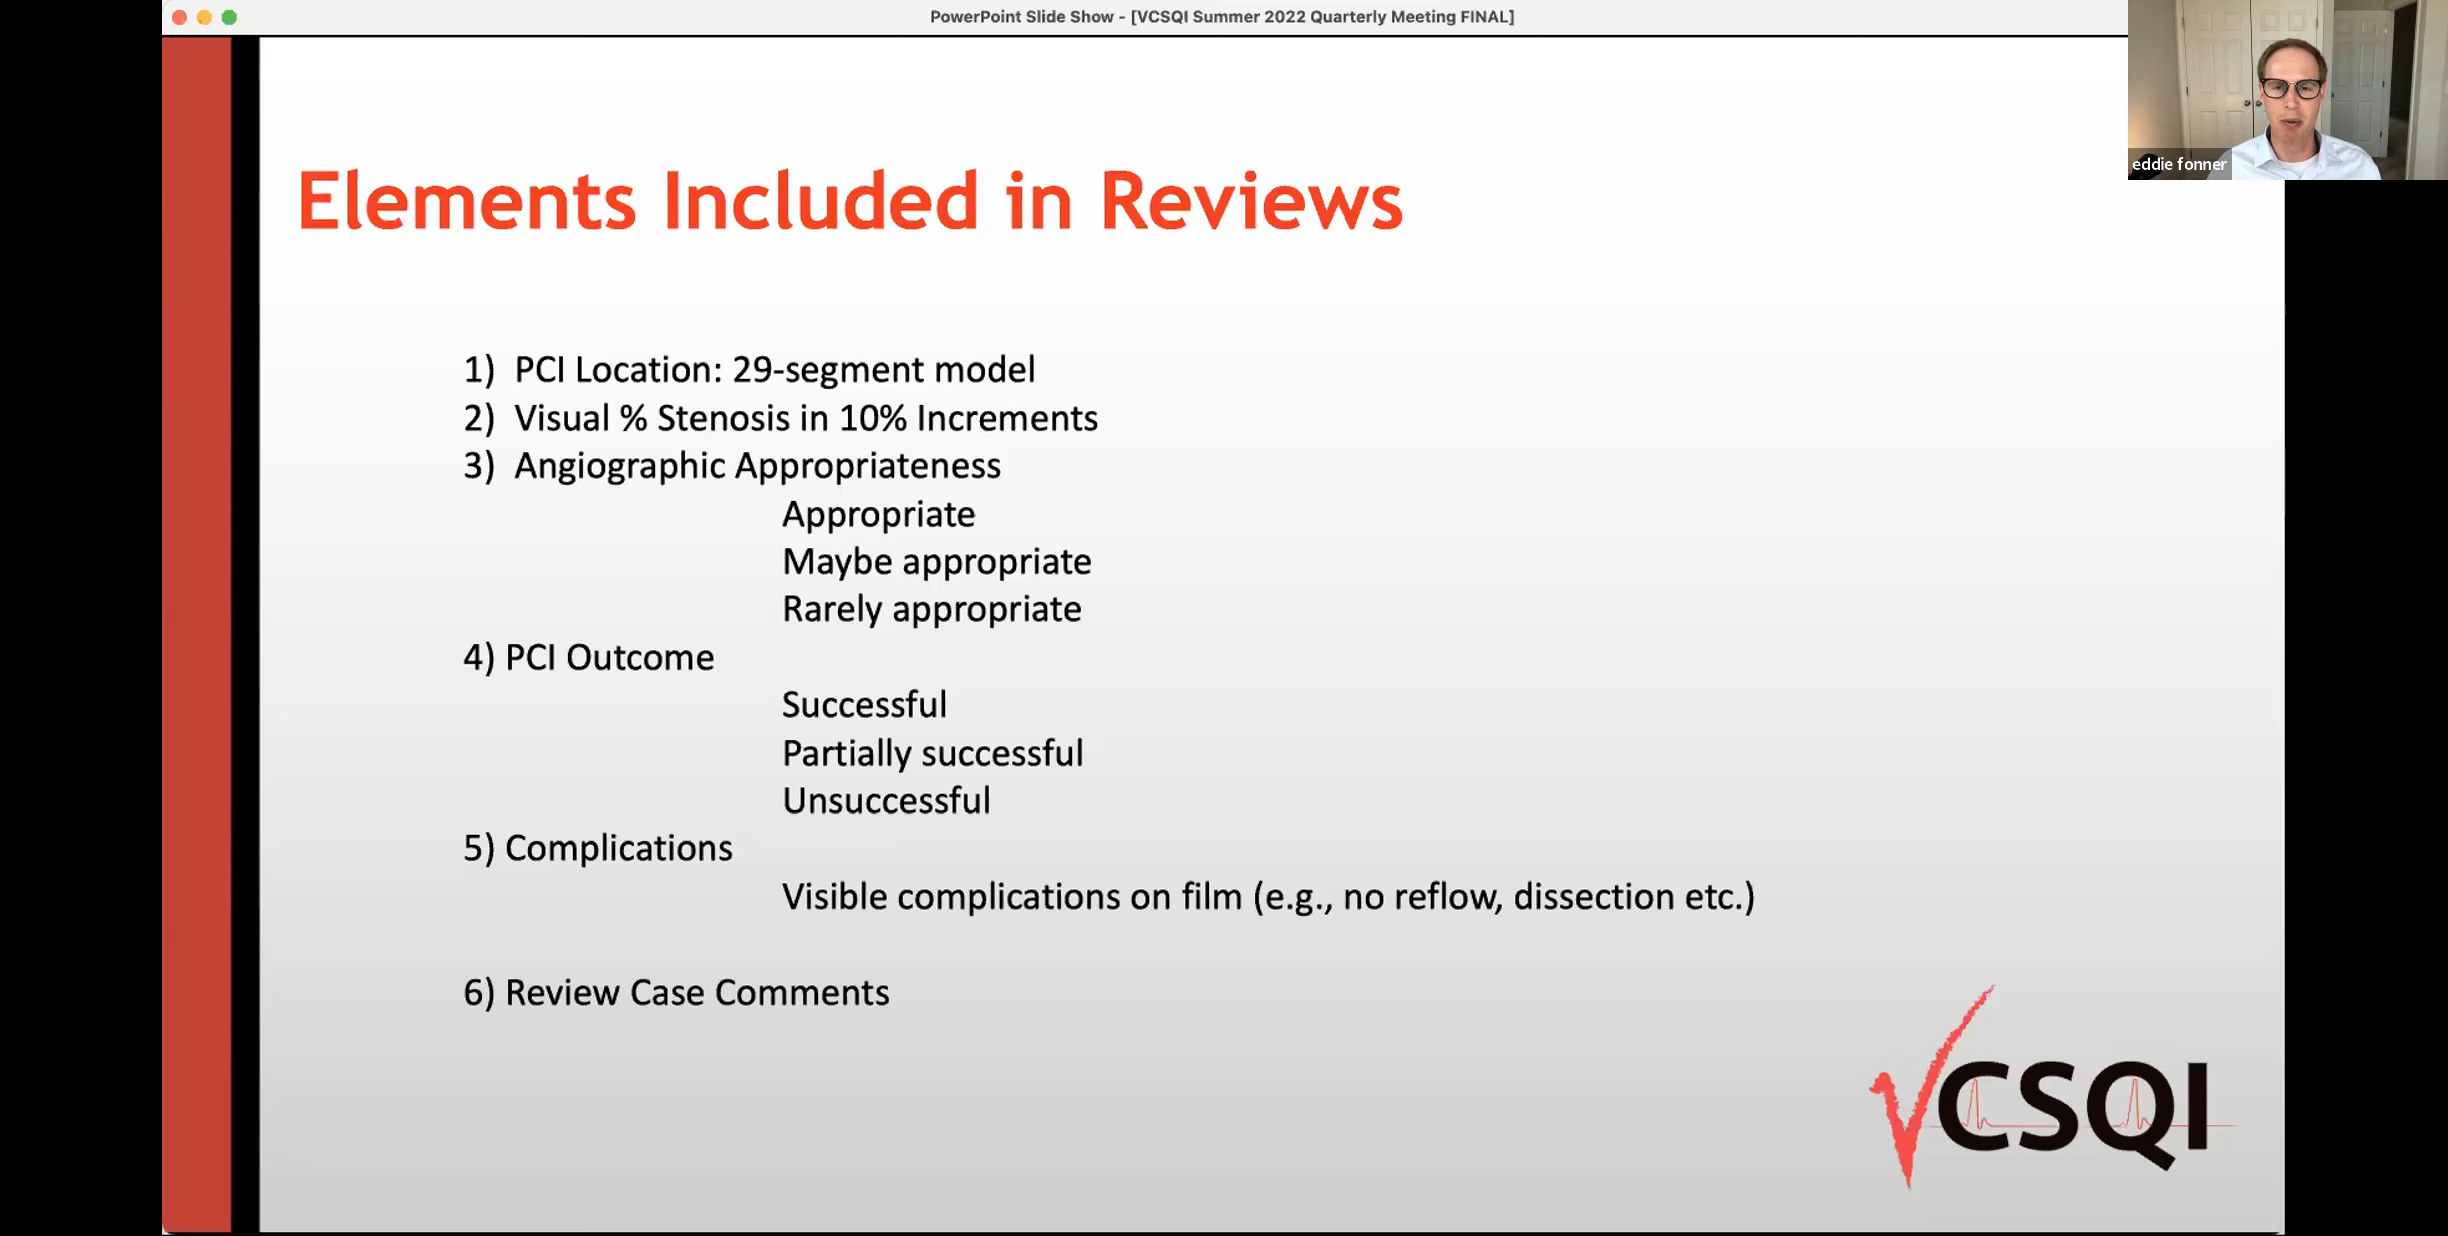 PowerPoint Slide Show - [VCSQI Summer 2022 Quarterly Meeting FINAL]
eddie fonner
Elements Included in Reviews
1) PCI Location: 29-segment model
2) Visual % Stenosis in 10% Increments
3) Angiographic Appropriateness
Appropriate
Maybe appropriate
Rarely appropriate
4) PCI Outcome
Successful
Partially successful
Unsuccessful
5) Complications
Visible complications on film (e.g., no reflow, dissection etc.)
6) Review Case Comments
VCSQI